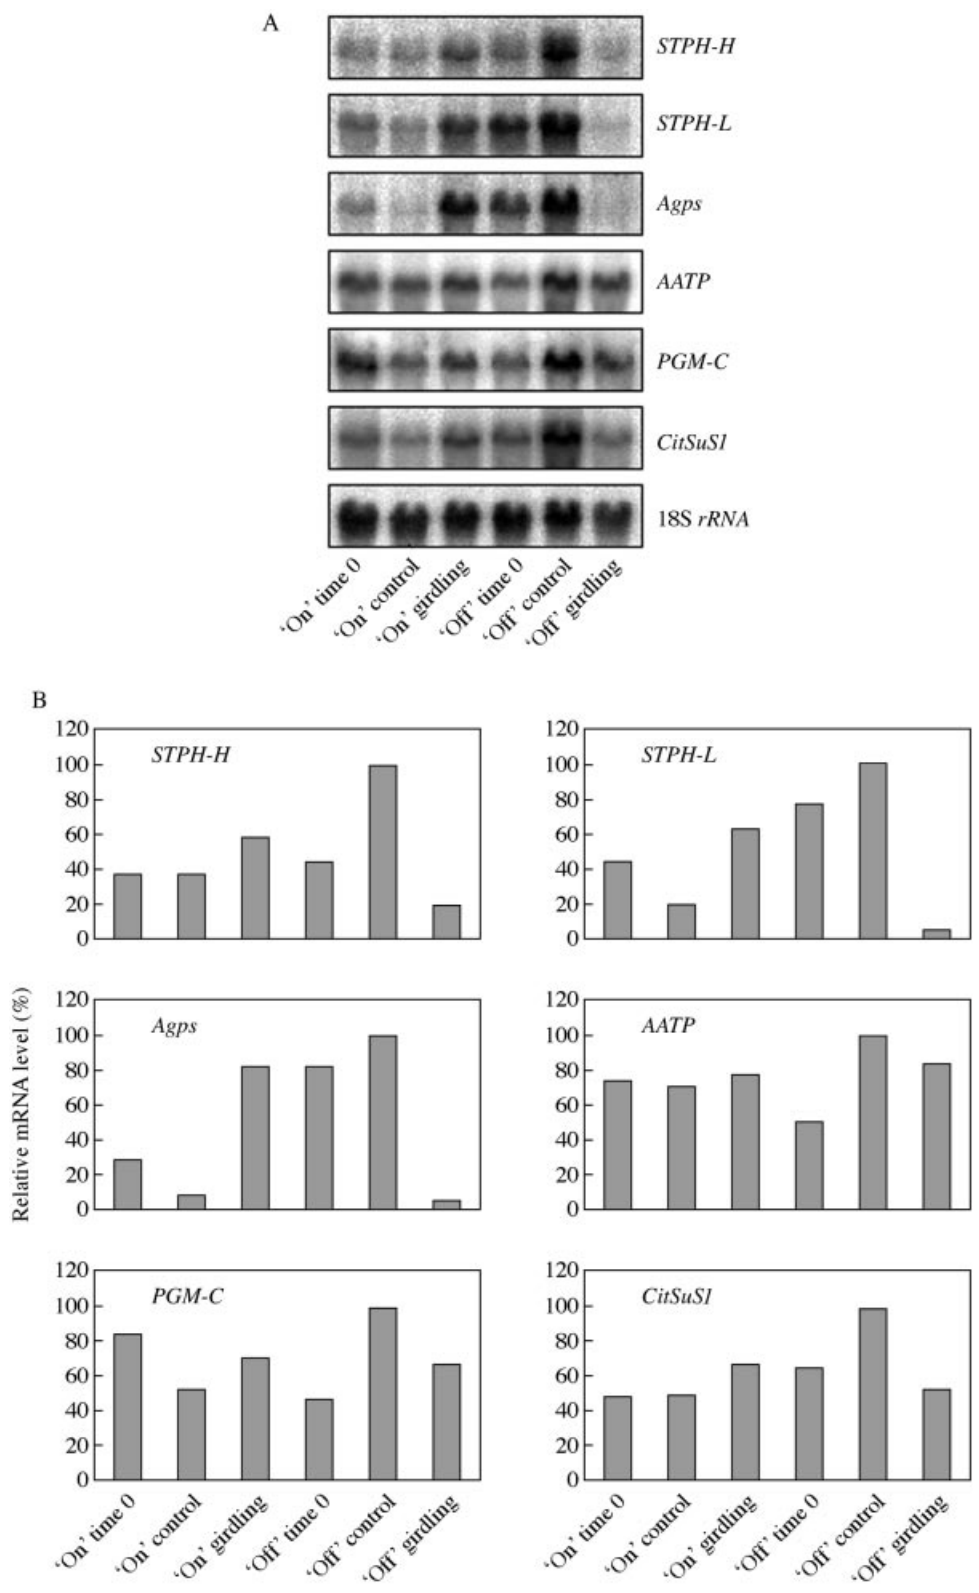 A
STPH-H
STPH-L
Agps
AATP
PGM-C
CitSuS1
18S rRNA
‘On’ time 0
‘On’ control
‘On’ girdling
‘Off’ time 0
‘Off’ control
‘Off’ girdling
B
Relative mRNA level (%)
120
100
80
60
40
20
0
STPH-H
120
100
80
60
40
20
0
STPH-L
120
100
80
60
40
20
0
Agps
120
100
80
60
40
20
0
AATP
120
100
80
60
40
20
0
PGM-C
120
100
80
60
40
20
0
CitSuS1
‘On’ time 0
‘On’ control
‘On’ girdling
‘Off’ time 0
‘Off’ control
‘Off’ girdling
‘On’ time 0
‘On’ control
‘On’ girdling
‘Off’ time 0
‘Off’ control
‘Off’ girdling